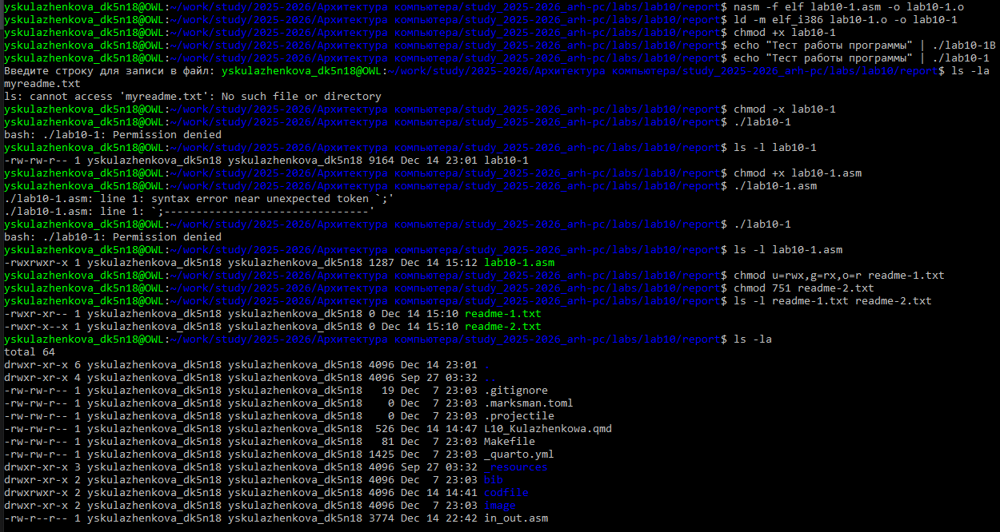 yskulazhenkova_dk5n18@OWL:~/work/study/2025-2026/Архитектура компьютера/study_2025-2026_arh-pc/labs/lab10/report$ nasm -f elf lab10-1.asm -o lab10-1.o
yskulazhenkova_dk5n18@OWL:~/work/study/2025-2026/Архитектура компьютера/study_2025-2026_arh-pc/labs/lab10/report$ ld -m elf_i386 lab10-1.o -o lab10-1
yskulazhenkova_dk5n18@OWL:~/work/study/2025-2026/Архитектура компьютера/study_2025-2026_arh-pc/labs/lab10/report$ chmod +x lab10-1
yskulazhenkova_dk5n18@OWL:~/work/study/2025-2026/Архитектура компьютера/study_2025-2026_arh-pc/labs/lab10/report$ echo "Тест работы программы" | ./lab10-1В
yskulazhenkova_dk5n18@OWL:~/work/study/2025-2026/Архитектура компьютера/study_2025-2026_arh-pc/labs/lab10/report$ echo "Тест работы программы" | ./lab10-1
Введите строку для записи в файл: yskulazhenkova_dk5n18@OWL:~/work/study/2025-2026/Архитектура компьютера/study_2025-2026_arh-pc/labs/lab10/report$ ls -la
myreadme.txt
ls: cannot access 'myreadme.txt': No such file or directory
yskulazhenkova_dk5n18@OWL:~/work/study/2025-2026/Архитектура компьютера/study_2025-2026_arh-pc/labs/lab10/report$ chmod -x lab10-1
yskulazhenkova_dk5n18@OWL:~/work/study/2025-2026/Архитектура компьютера/study_2025-2026_arh-pc/labs/lab10/report$ ./lab10-1
bash: ./lab10-1: Permission denied
yskulazhenkova_dk5n18@OWL:~/work/study/2025-2026/Архитектура компьютера/study_2025-2026_arh-pc/labs/lab10/report$ ls -l lab10-1
-rw-rw-r-- 1 yskulazhenkova_dk5n18 yskulazhenkova_dk5n18 9164 Dec 14 23:01 lab10-1
yskulazhenkova_dk5n18@OWL:~/work/study/2025-2026/Архитектура компьютера/study_2025-2026_arh-pc/labs/lab10/report$ chmod +x lab10-1.asm
yskulazhenkova_dk5n18@OWL:~/work/study/2025-2026/Архитектура компьютера/study_2025-2026_arh-pc/labs/lab10/report$ ./lab10-1.asm
./lab10-1.asm: line 1: syntax error near unexpected token `;'
./lab10-1.asm: line 1: `;--------------------------------'
yskulazhenkova_dk5n18@OWL:~/work/study/2025-2026/Архитектура компьютера/study_2025-2026_arh-pc/labs/lab10/report$ ./lab10-1
bash: ./lab10-1: Permission denied
yskulazhenkova_dk5n18@OWL:~/work/study/2025-2026/Архитектура компьютера/study_2025-2026_arh-pc/labs/lab10/report$ ls -l lab10-1.asm
-rwxrwxr-x 1 yskulazhenkova_dk5n18 yskulazhenkova_dk5n18 1287 Dec 14 15:12 lab10-1.asm
yskulazhenkova_dk5n18@OWL:~/work/study/2025-2026/Архитектура компьютера/study_2025-2026_arh-pc/labs/lab10/report$ chmod u=rwx,g=rx,o=r readme-1.txt
yskulazhenkova_dk5n18@OWL:~/work/study/2025-2026/Архитектура компьютера/study_2025-2026_arh-pc/labs/lab10/report$ chmod 751 readme-2.txt
yskulazhenkova_dk5n18@OWL:~/work/study/2025-2026/Архитектура компьютера/study_2025-2026_arh-pc/labs/lab10/report$ ls -l readme-1.txt readme-2.txt
-rwxr-xr-- 1 yskulazhenkova_dk5n18 yskulazhenkova_dk5n18 0 Dec 14 15:10 readme-1.txt
-rwxr-x--x 1 yskulazhenkova_dk5n18 yskulazhenkova_dk5n18 0 Dec 14 15:10 readme-2.txt
yskulazhenkova_dk5n18@OWL:~/work/study/2025-2026/Архитектура компьютера/study_2025-2026_arh-pc/labs/lab10/report$ ls -la
total 64
drwxr-xr-x 6 yskulazhenkova_dk5n18 yskulazhenkova_dk5n18 4096 Dec 14 23:01 .
drwxr-xr-x 4 yskulazhenkova_dk5n18 yskulazhenkova_dk5n18 4096 Sep 27 03:32 ..
-rw-rw-r-- 1 yskulazhenkova_dk5n18 yskulazhenkova_dk5n18   19 Dec  7 23:03 .gitignore
-rw-rw-r-- 1 yskulazhenkova_dk5n18 yskulazhenkova_dk5n18    0 Dec  7 23:03 .marksman.toml
-rw-rw-r-- 1 yskulazhenkova_dk5n18 yskulazhenkova_dk5n18    0 Dec  7 23:03 .projectile
-rw-rw-r-- 1 yskulazhenkova_dk5n18 yskulazhenkova_dk5n18  526 Dec 14 14:47 L10_Kulazhenkowa.qmd
-rw-rw-r-- 1 yskulazhenkova_dk5n18 yskulazhenkova_dk5n18   81 Dec  7 23:03 Makefile
-rw-rw-r-- 1 yskulazhenkova_dk5n18 yskulazhenkova_dk5n18 1425 Dec  7 23:03 _quarto.yml
drwxr-xr-x 3 yskulazhenkova_dk5n18 yskulazhenkova_dk5n18 4096 Sep 27 03:32 _resources
drwxr-xr-x 2 yskulazhenkova_dk5n18 yskulazhenkova_dk5n18 4096 Dec  7 23:03 bib
drwxrwxr-x 2 yskulazhenkova_dk5n18 yskulazhenkova_dk5n18 4096 Dec 14 14:41 codfile
drwxr-xr-x 2 yskulazhenkova_dk5n18 yskulazhenkova_dk5n18 4096 Dec  7 23:03 image
-rw-r--r-- 1 yskulazhenkova_dk5n18 yskulazhenkova_dk5n18 3774 Dec 14 22:42 in_out.asm